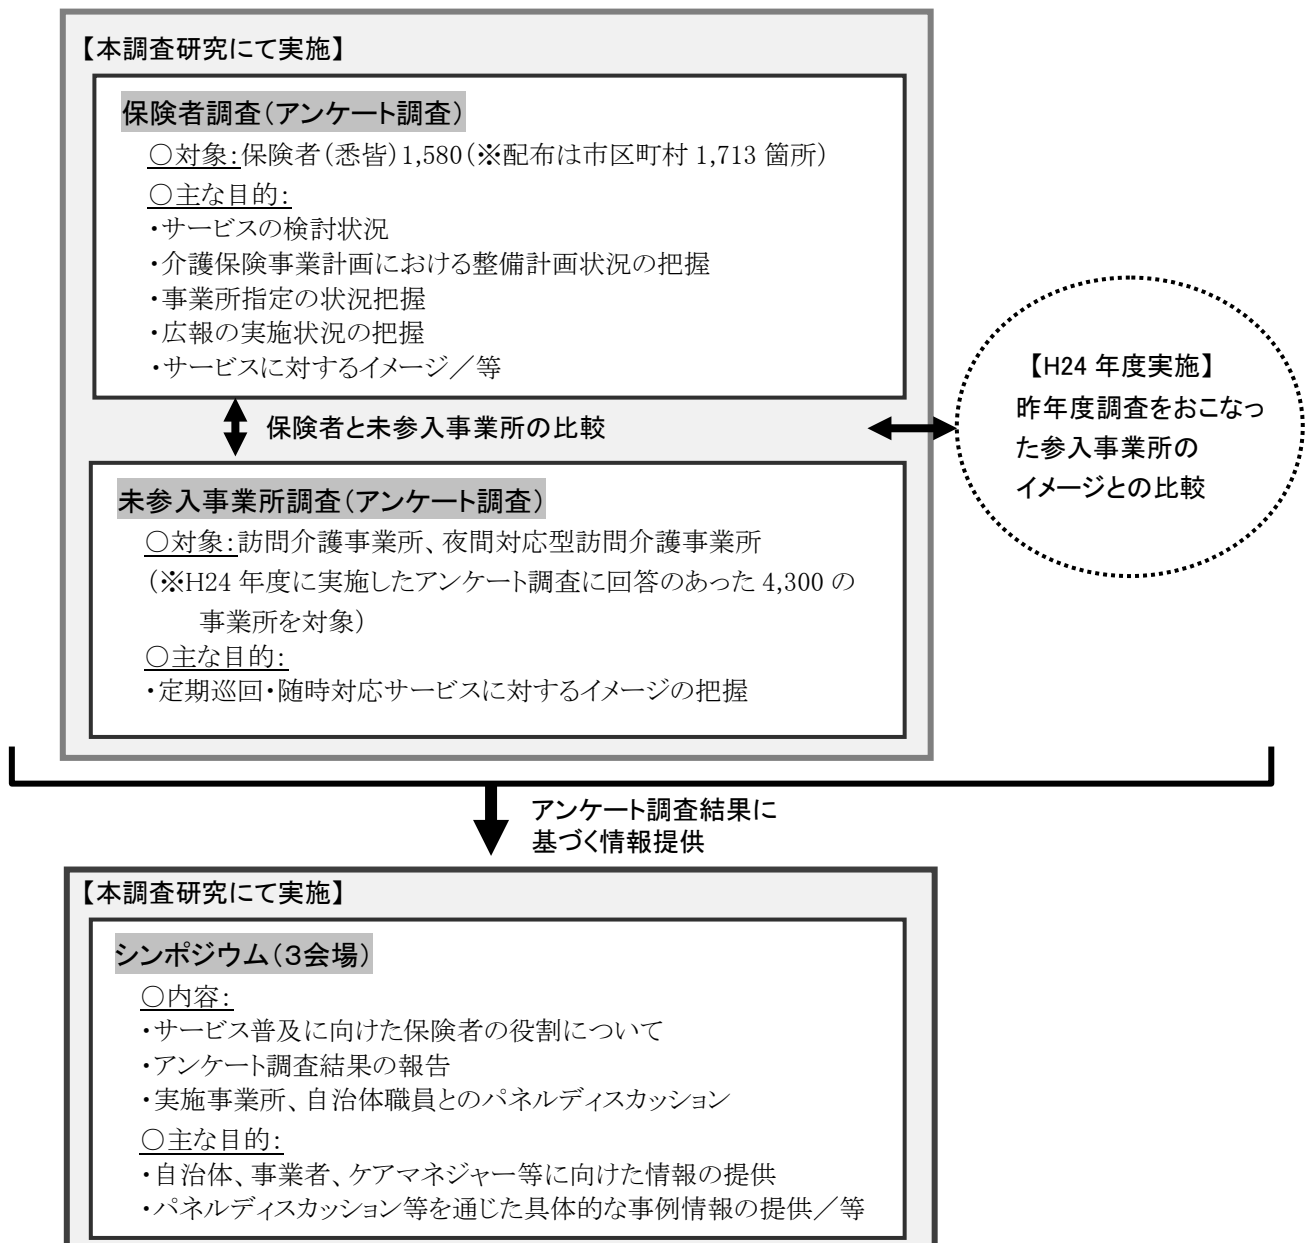 【本調査研究にて実施】
保険者調査（アンケート調査）
○対象：保険者（悉皆）1,580（※配布は市区町村 1,713 箇所）
○主な目的：
・サービスの検討状況
・介護保険事業計画における整備計画状況の把握
・事業所指定の状況把握
・広報の実施状況の把握
・サービスに対するイメージ／等
保険者と未参入事業所の比較
未参入事業所調査（アンケート調査）
○対象：訪問介護事業所、夜間対応型訪問介護事業所
（※H24 年度に実施したアンケート調査に回答のあった 4,300 の
事業所を対象）
○主な目的：
・定期巡回・随時対応サービスに対するイメージの把握
【H24 年度実施】
昨年度調査をおこなっ
た参入事業所の
イメージとの比較
アンケート調査結果に
基づく情報提供
【本調査研究にて実施】
シンポジウム（３会場）
○内容：
・サービス普及に向けた保険者の役割について
・アンケート調査結果の報告
・実施事業所、自治体職員とのパネルディスカッション
○主な目的：
・自治体、事業者、ケアマネジャー等に向けた情報の提供
・パネルディスカッション等を通じた具体的な事例情報の提供／等